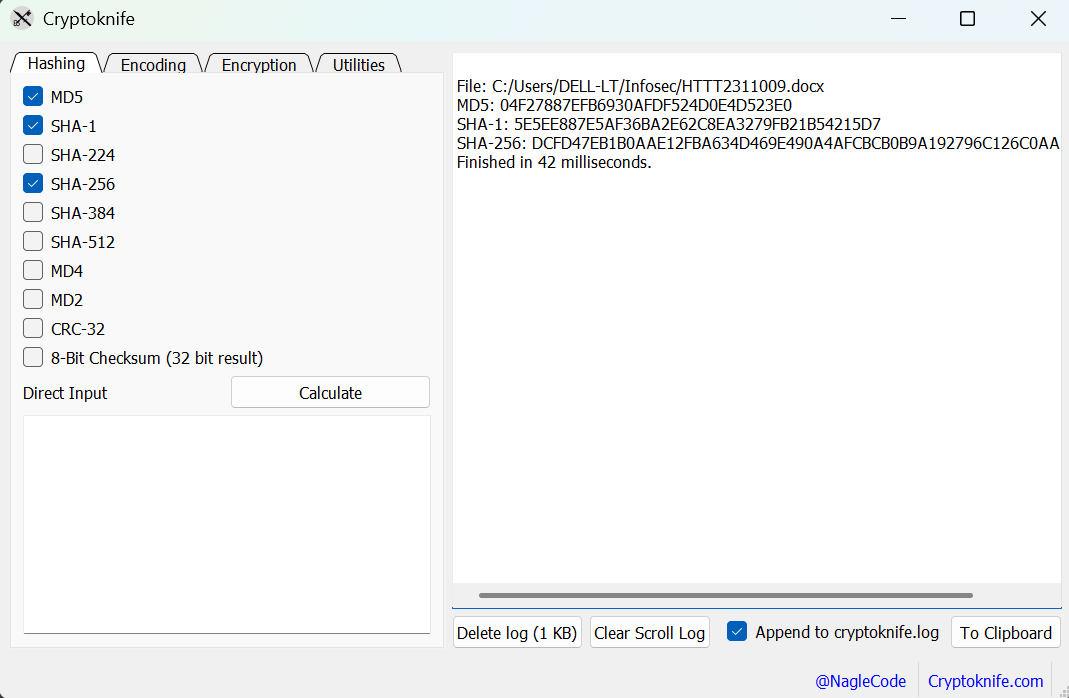 Cryptoknife
Hashing
Encoding
Encryption
Utilities
MD5
SHA-1
SHA-224
SHA-256
SHA-384
SHA-512
MD4
MD2
CRC-32
8-Bit Checksum (32 bit result)
Direct Input
Calculate
File: C:/Users/DELL-LT/Infosec/HTTT2311009.docx
MD5: 04F27887EFB6930AFDF524D0E4D523E0
SHA-1: 5E5EE887E5AF36BA2E62C8EA3279FB21B54215D7
SHA-256: DCFD47EB1B0AAE12FBA634D469E490A4AFCBCB0B9A192796C126C0AA
Finished in 42 milliseconds.
Delete log (1 KB)
Clear Scroll Log
Append to cryptoknife.log
To Clipboard
@NagleCode
Cryptoknife.com